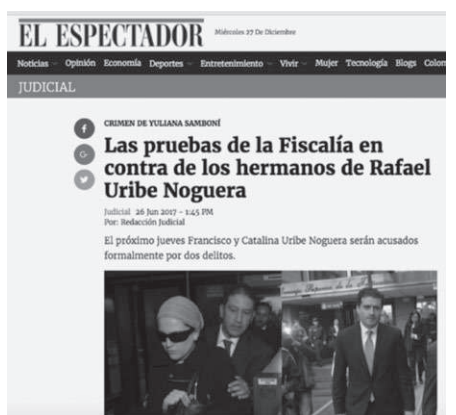 EL ESPECTADOR
Miércoles 27 De Diciembre
Noticias Opinión Economía Deportes Entretenimiento Vivir Mujer Tecnología Blogs Colom
JUDICIAL
CRIMEN DE YULIANA SAMBONÍ
Las pruebas de la Fiscalía en
contra de los hermanos de Rafael
Uribe Noguera
Judicial 26 Jun 2017 - 1:45 PM
Por: Redacción Judicial
El próximo jueves Francisco y Catalina Uribe Noguera serán acusados
formalmente por dos delitos.